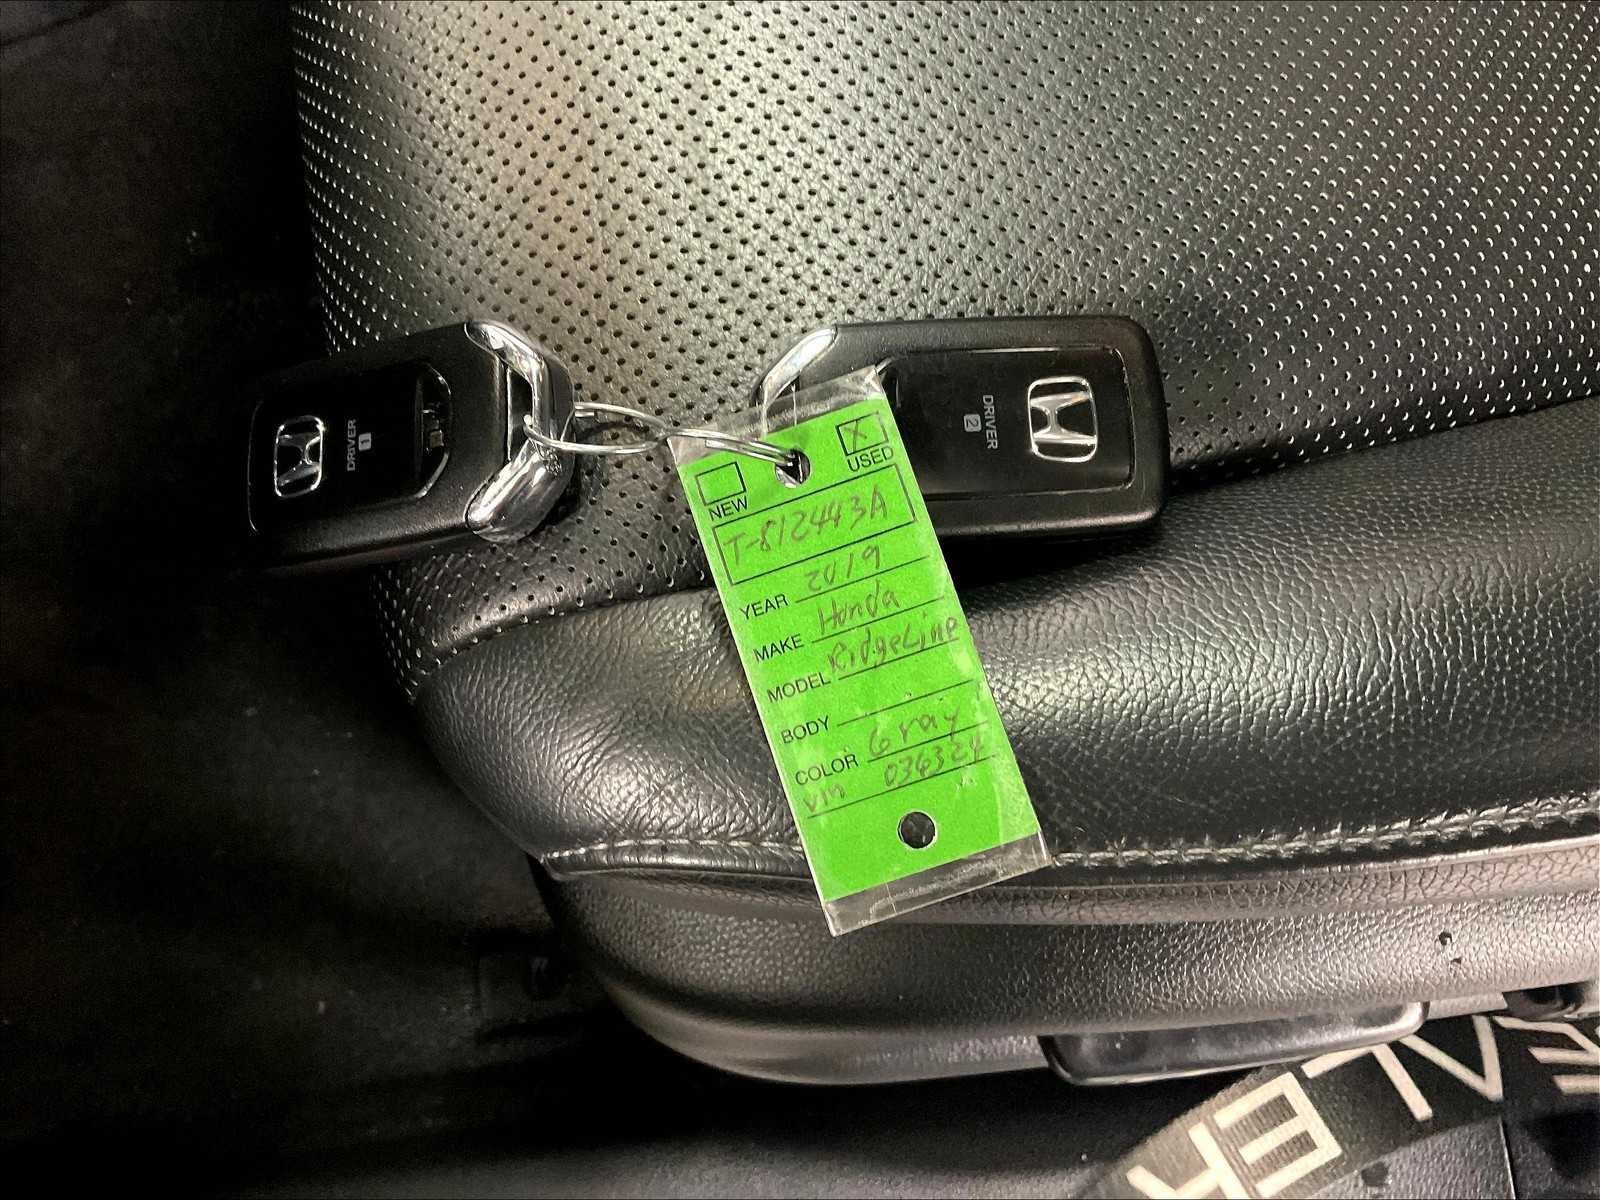 DRIVER 1
DRIVER 2
X
NEW USED
T-812443A
YEAR 2019
MAKE Honda
MODEL RidgeLine
BODY
COLOR Gray
vin 036324